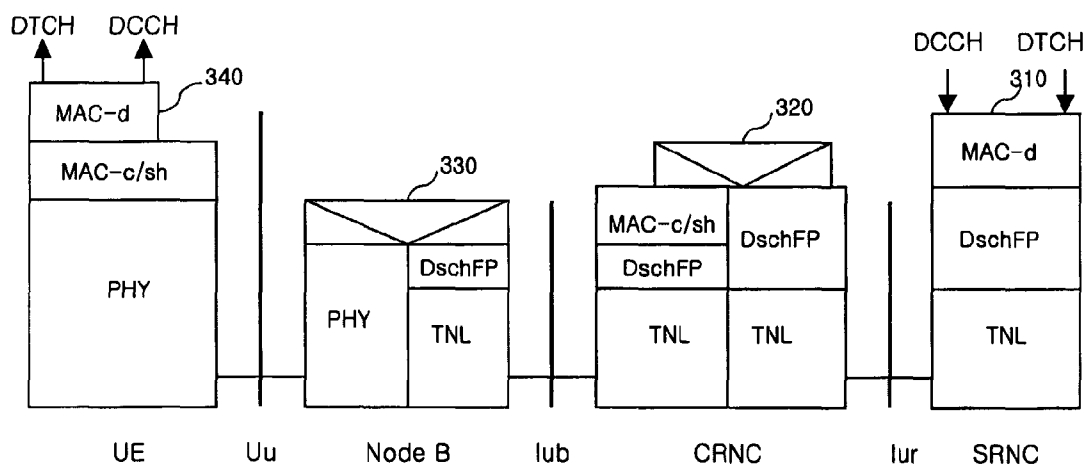 DTCH DCCH
340
MAC-d
MAC-c/sh
PHY
330
PHY
DschFP
TNL
320
MAC-c/sh
DschFP
DschFP
TNL
TNL
DCCH DTCH
310
MAC-d
DschFP
TNL
UE Uu Node B Iub CRNC Iur SRNC